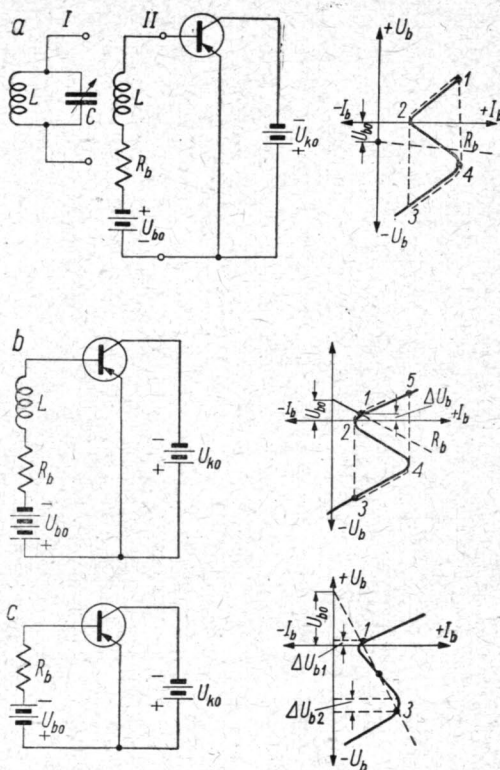 a
I
II
L
C
L
R_b
+
−
U_bo
−
U_ko
+
+U_b
1
−I_b
2
+I_b
U_bo
R_b
4
3
−U_b
b
L
R_b
−
U_bo
+
−
U_ko
+
5
1
ΔU_b
−I_b
U_bo
+I_b
2
R_b
4
3
−U_b
c
R_b
−
+
U_bo
−
U_ko
+
+U_b
U_bo
−I_b
1
+I_b
ΔU_b1
ΔU_b2
3
−U_b